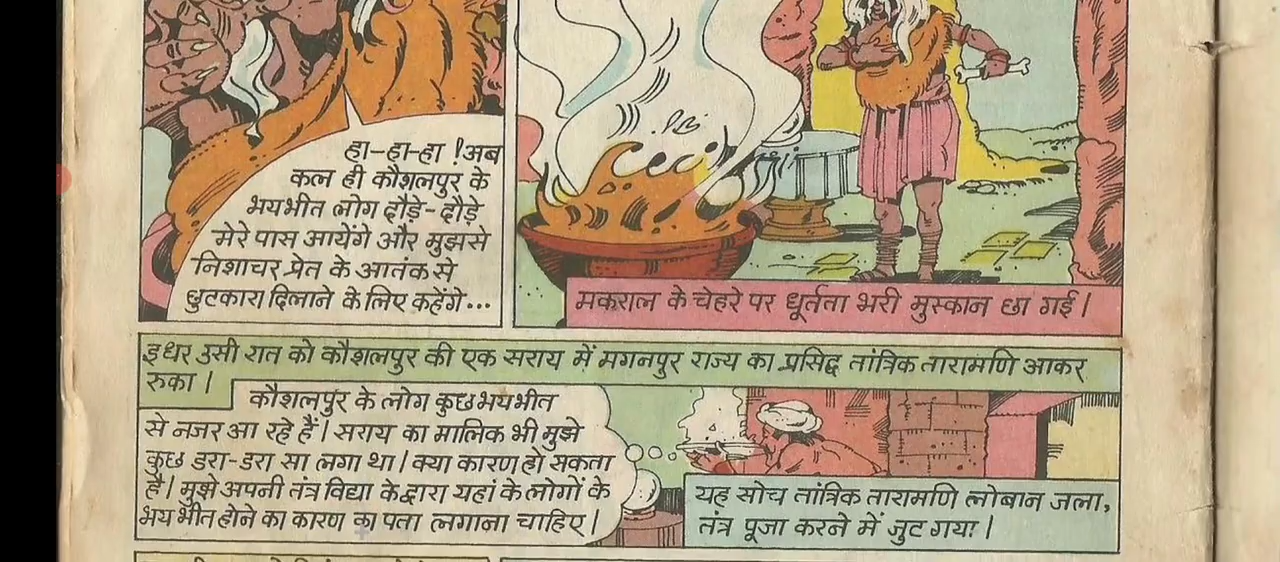 हा-हा-हा !अब
कल ही कौशलपुर के
भयभीत लोग दौड़े-दौड़े
मेरे पास आयेंगे और मुझसे
निशाचर प्रेत के आतंक से
छुटकारा दिलाने के लिए कहेंगे...
मकराल के चेहरे पर धूर्तता भरी मुस्कान छा गई।
इधर उसी रात को कौशलपुर की एक सराय में मगनपुर राज्य का प्रसिद्ध तांत्रिक तारामणि आकर
रुका।
कौशलपुर के लोग कुछ भयभीत
से नजर आ रहे हैं। सराय का मालिक भी मुझे
कुछ डरा-डरा सा लगा था। क्या कारण हो सकता
है। मुझे अपनी तंत्र विद्या के द्वारा यहां के लोगों के
भयभीत होने का कारण का पता लगाना चाहिए।
यह सोच तांत्रिक तारामणि लोबान जला,
तंत्र पूजा करने में जुट गया।